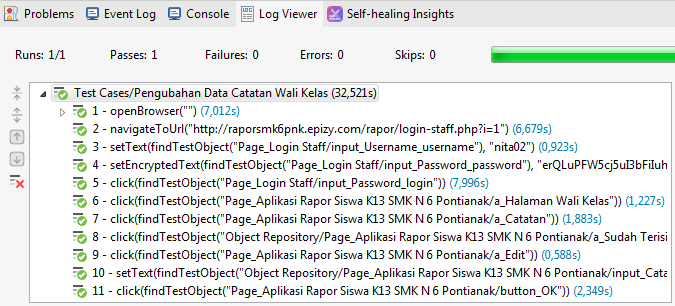 Problems Event Log Console Log Viewer Self-healing Insights
Runs: 1/1 Passes: 1 Failures: 0 Errors: 0 Skips: 0
Test Cases/Pengubahan Data Catatan Wali Kelas (32,521s)
1 - openBrowser("") (7,012s)
2 - navigateToUrl("http://raporsmk6pnk.epizy.com/rapor/login-staff.php?i=1") (6,679s)
3 - setText(findTestObject("Page_Login Staff/input_Username_username"), "nita02") (0,923s)
4 - setEncryptedText(findTestObject("Page_Login Staff/input_Password_password"), "erQLuPFW5cj5uI3bFiIuh
5 - click(findTestObject("Page_Login Staff/input_Password_login")) (7,996s)
6 - click(findTestObject("Page_Aplikasi Rapor Siswa K13 SMK N 6 Pontianak/a_Halaman Wali Kelas")) (1,227s)
7 - click(findTestObject("Page_Aplikasi Rapor Siswa K13 SMK N 6 Pontianak/a_Catatan")) (1,883s)
8 - click(findTestObject("Object Repository/Page_Aplikasi Rapor Siswa K13 SMK N 6 Pontianak/a_Sudah Terisi
9 - click(findTestObject("Page_Aplikasi Rapor Siswa K13 SMK N 6 Pontianak/a_Edit")) (0,588s)
10 - setText(findTestObject("Object Repository/Page_Aplikasi Rapor Siswa K13 SMK N 6 Pontianak/input_Cata
11 - click(findTestObject("Page_Aplikasi Rapor Siswa K13 SMK N 6 Pontianak/button_OK")) (2,349s)